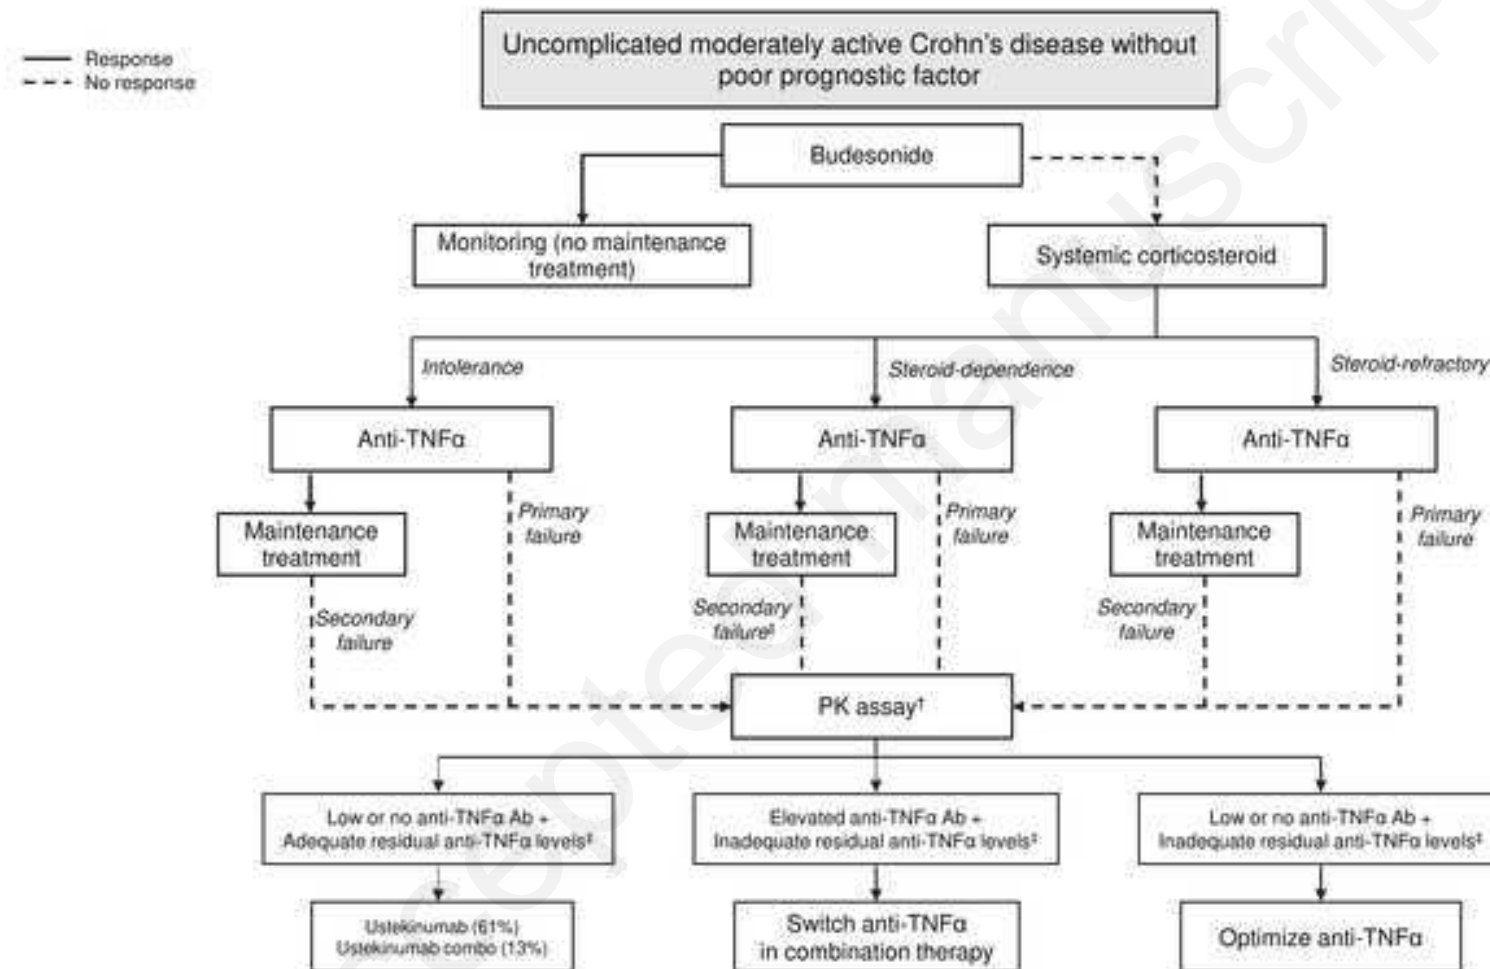 Response
No response
Uncomplicated moderately active Crohn's disease without
poor prognostic factor
Budesonide
Monitoring (no maintenance
treatment)
Systemic corticosteroid
Intolerance
Steroid-dependence
Steroid-refractory
Anti-TNFα
Anti-TNFα
Anti-TNFα
Maintenance
treatment
Primary
failure
Maintenance
treatment
Primary
failure
Maintenance
treatment
Primary
failure
Secondary
failure
Secondary
failure§
Secondary
failure
PK assay†
Low or no anti-TNFα Ab +
Adequate residual anti-TNFα levels‡
Elevated anti-TNFα Ab +
Inadequate residual anti-TNFα levels‡
Low or no anti-TNFα Ab +
Inadequate residual anti-TNFα levels‡
Ustekinumab (61%)
Ustekinumab combo (13%)
Switch anti-TNFα
in combination therapy
Optimize anti-TNFα
cepted manuscrip